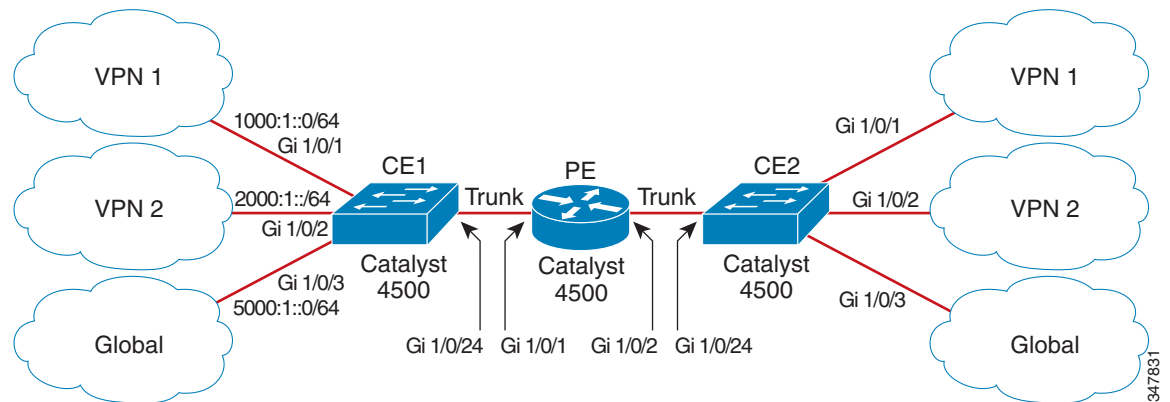 VPN 1
1000:1::0/64
Gi 1/0/1
VPN 2
2000:1::/64
Gi 1/0/2
Gi 1/0/3
5000:1::0/64
Global
CE1
Catalyst
4500
Trunk
Gi 1/0/24
Gi 1/0/1
PE
Catalyst
4500
Trunk
Gi 1/0/2
Gi 1/0/24
CE2
Catalyst
4500
Gi 1/0/1
VPN 1
Gi 1/0/2
VPN 2
Gi 1/0/3
Global
347831